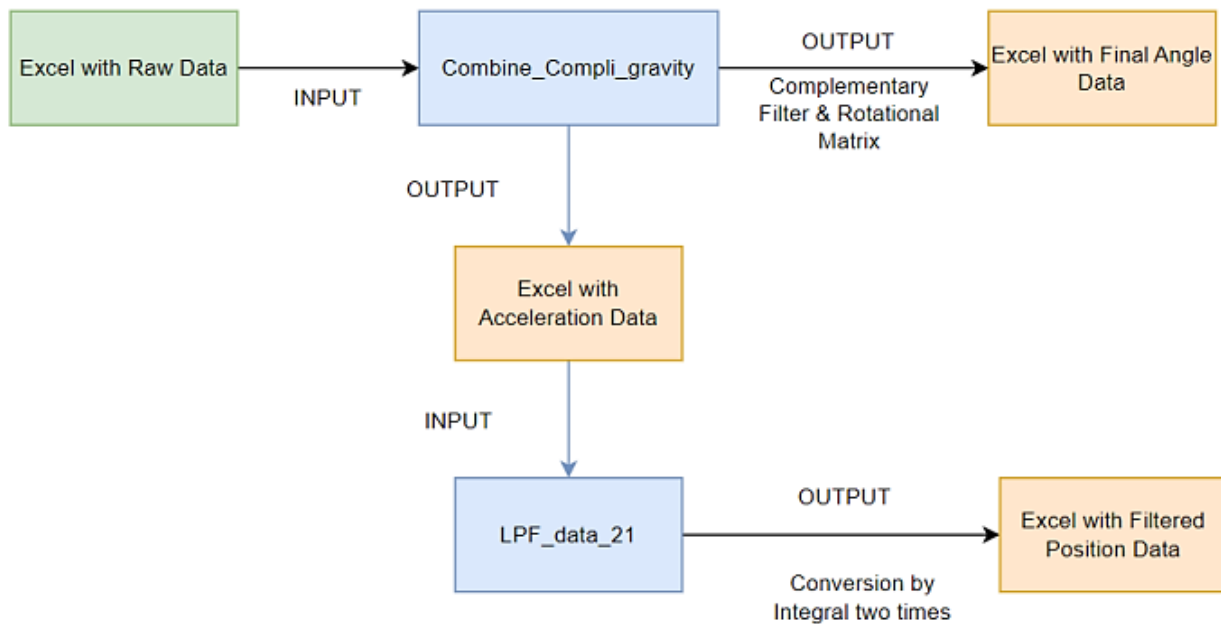 Excel with Raw Data
INPUT
Combine_Compli_gravity
OUTPUT
Complementary
Filter & Rotational
Matrix
Excel with Final Angle
Data
OUTPUT
Excel with
Acceleration Data
INPUT
LPF_data_21
OUTPUT
Conversion by
Integral two times
Excel with Filtered
Position Data